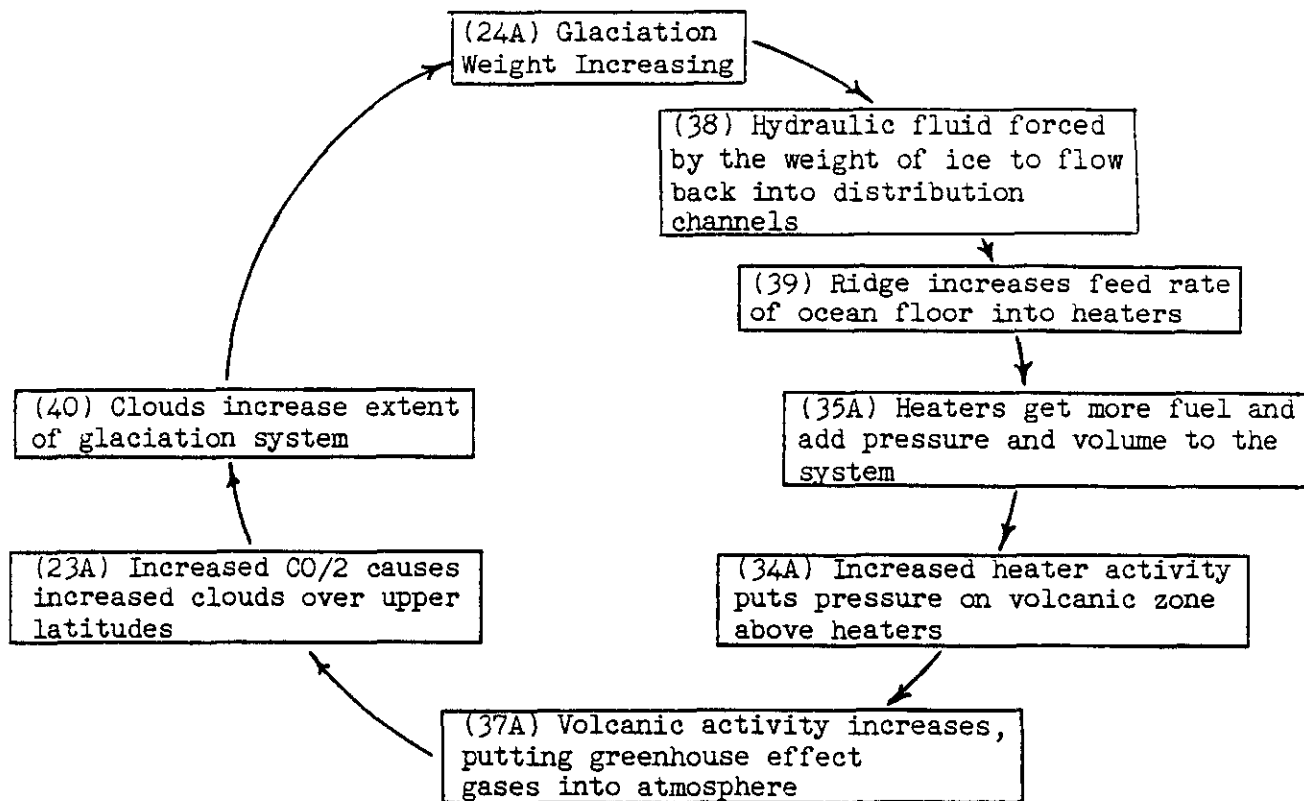 (24A) Glaciation
Weight Increasing
(38) Hydraulic fluid forced
by the weight of ice to flow
back into distribution
channels
(39) Ridge increases feed rate
of ocean floor into heaters
(35A) Heaters get more fuel and
add pressure and volume to the
system
(34A) Increased heater activity
puts pressure on volcanic zone
above heaters
(37A) Volcanic activity increases,
putting greenhouse effect
gases into atmosphere
(23A) Increased CO/2 causes
increased clouds over upper
latitudes
(40) Clouds increase extent
of glaciation system